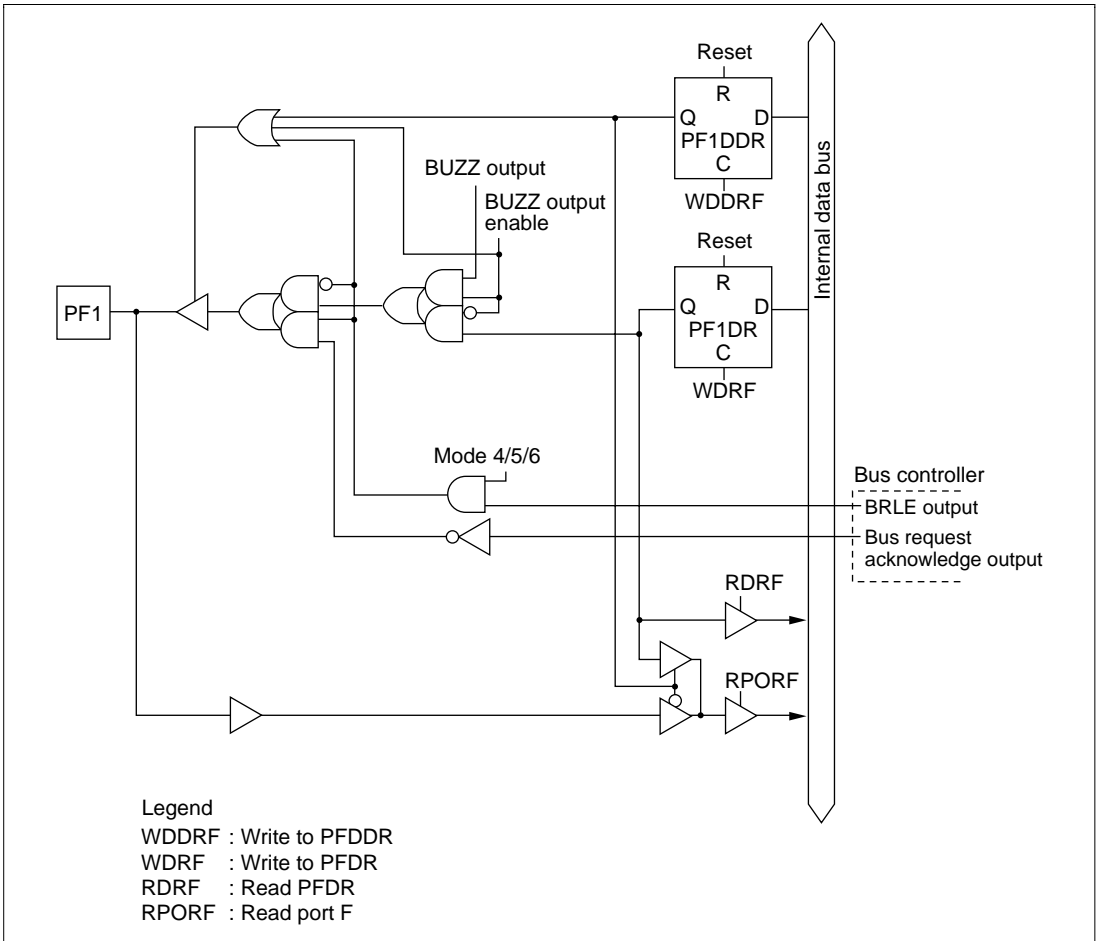 Reset
R
Q D
PF1DDR
C
WDDRF
Internal data bus
BUZZ output
BUZZ output
enable
Reset
R
Q D
PF1DR
C
WDRF
PF1
Mode 4/5/6
Bus controller
BRLE output
Bus request
acknowledge output
RDRF
RPORF
Legend
WDDRF : Write to PFDDR
WDRF : Write to PFDR
RDRF : Read PFDR
RPORF : Read port F